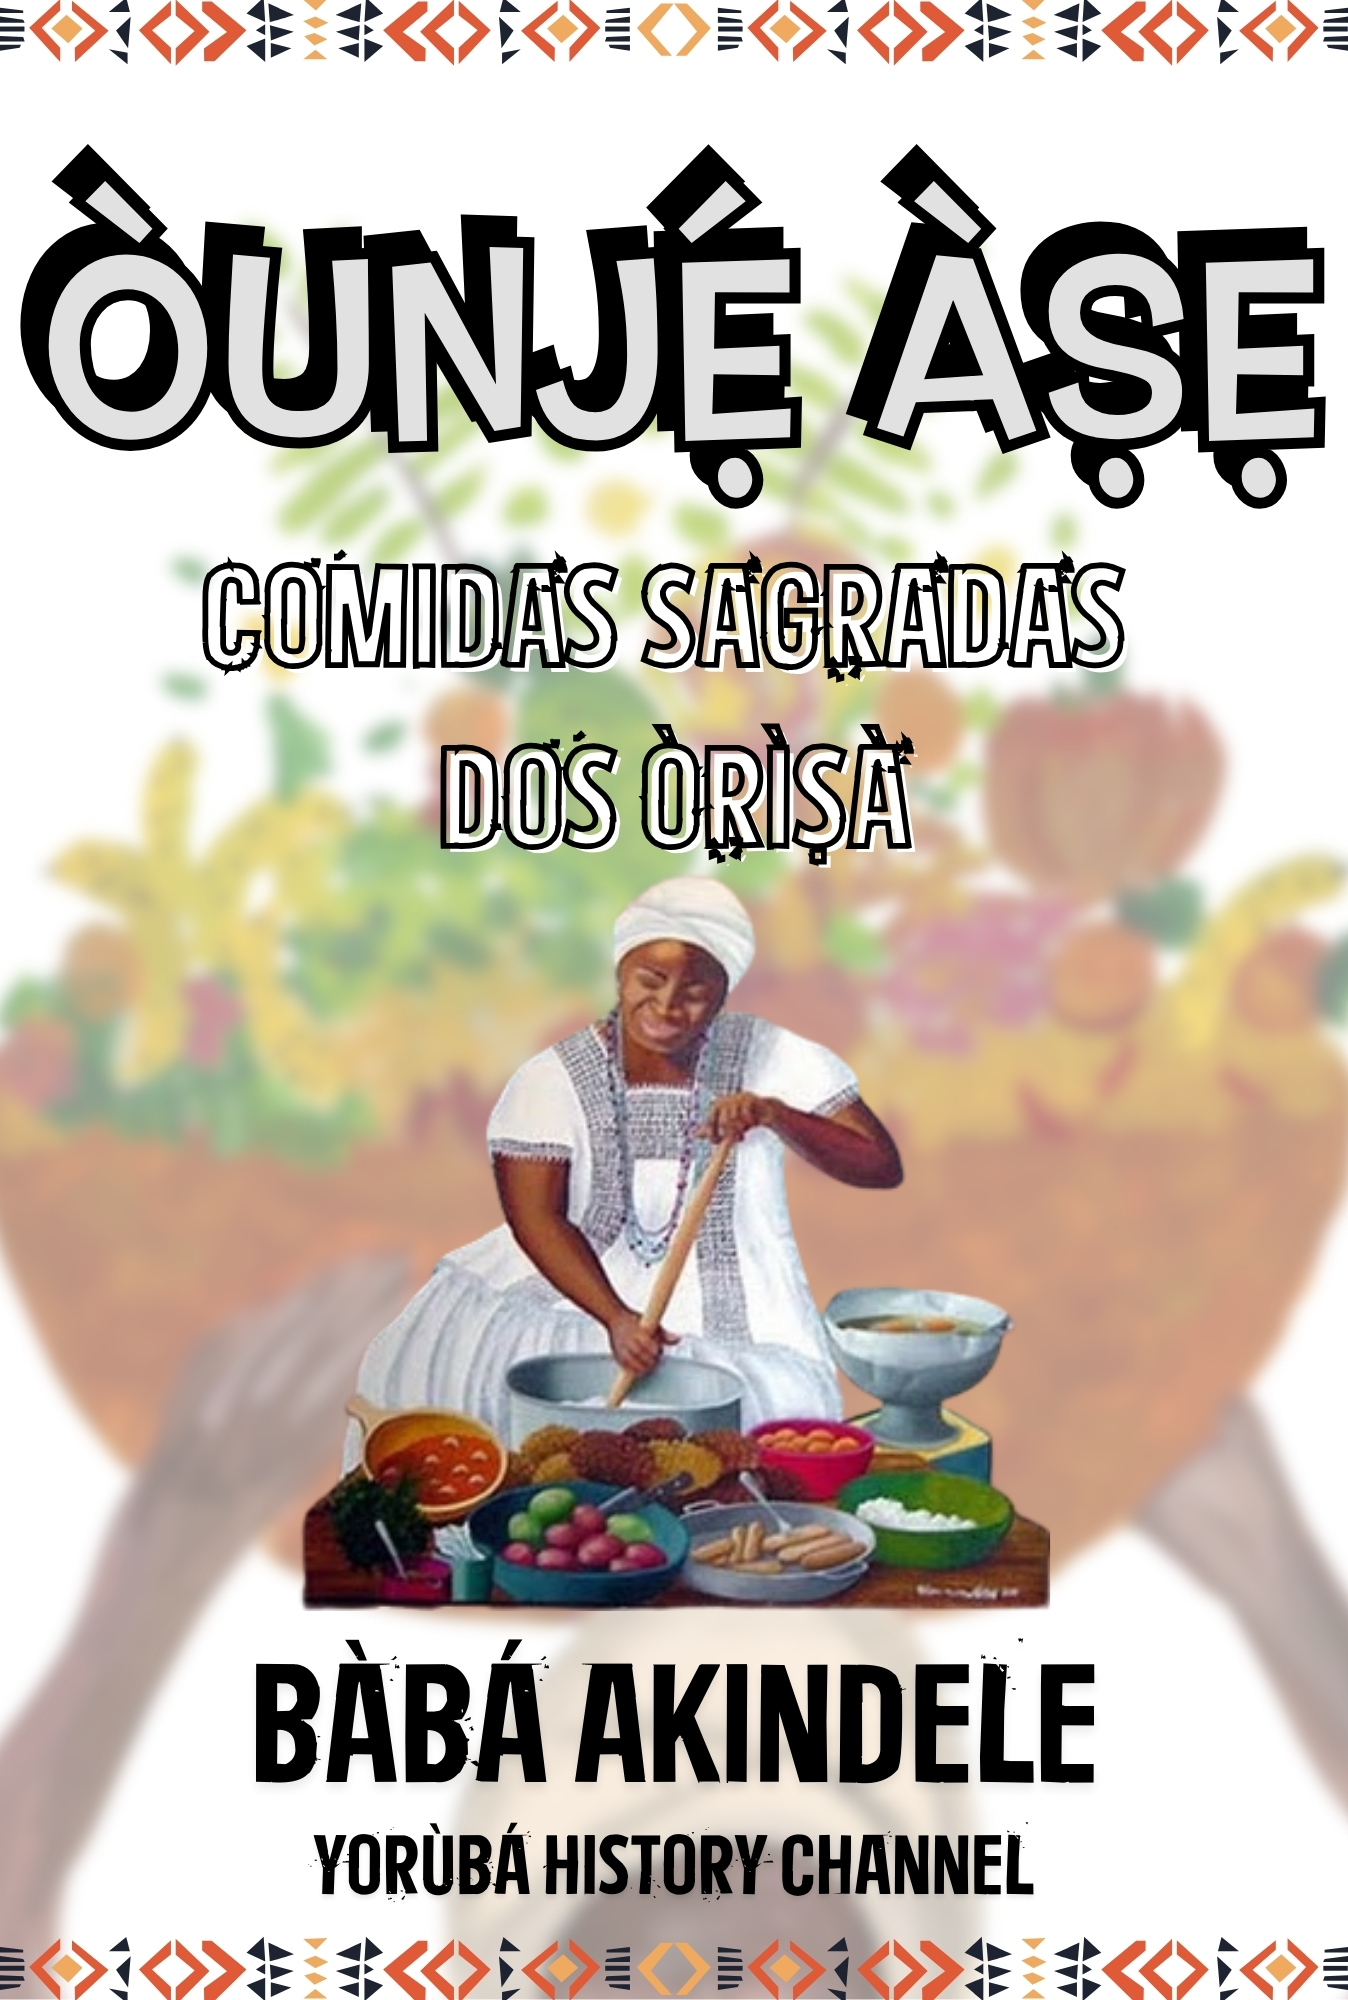 ÒUNJẸ́ ÀṢẸ
COMIDAS SAGRADAS
DOS ÒRÌṢÀ
BÀBÁ AKINDELE
YORÙBÁ HISTORY CHANNEL